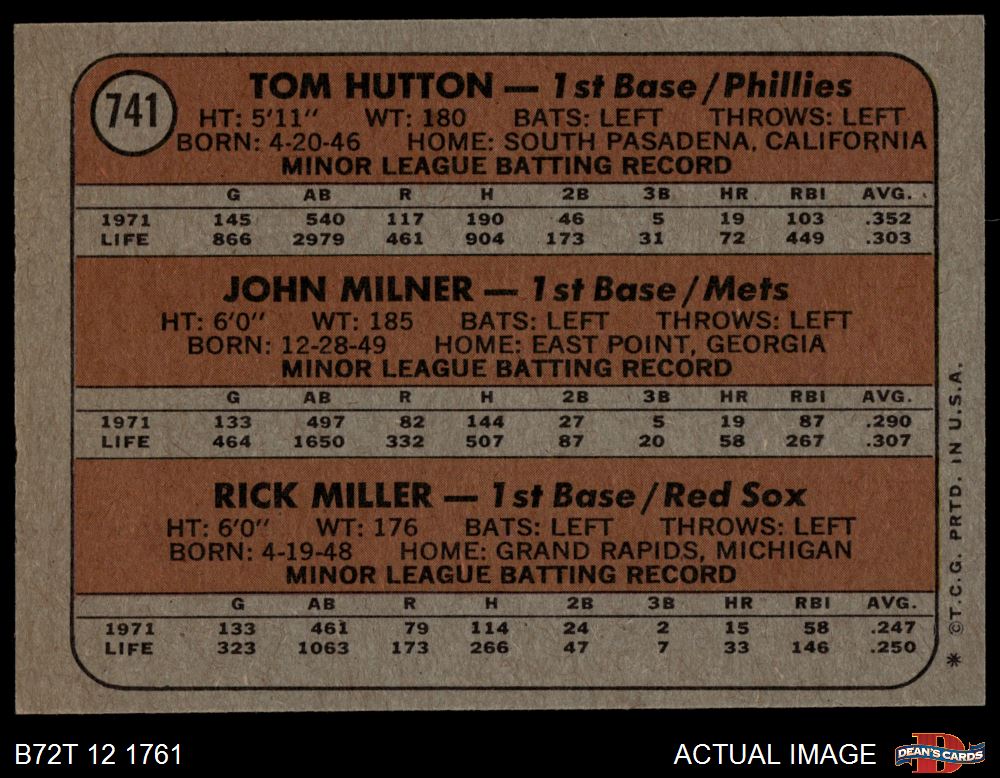 741
TOM HUTTON — 1st Base/Phillies
HT: 5'11" WT: 180 BATS: LEFT THROWS: LEFT
BORN: 4-20-46 HOME: SOUTH PASADENA, CALIFORNIA
MINOR LEAGUE BATTING RECORD
G AB R H 2B 3B HR RBI AVG.
1971 145 540 117 190 46 5 19 103 .352
LIFE 866 2979 461 904 173 31 72 449 .303
JOHN MILNER — 1st Base/Mets
HT: 6'0" WT: 185 BATS: LEFT THROWS: LEFT
BORN: 12-28-49 HOME: EAST POINT, GEORGIA
MINOR LEAGUE BATTING RECORD
G AB R H 2B 3B HR RBI AVG.
1971 133 497 82 144 27 5 19 87 .290
LIFE 464 1650 332 507 87 20 58 267 .307
RICK MILLER — 1st Base/Red Sox
HT: 6'0" WT: 176 BATS: LEFT THROWS: LEFT
BORN: 4-19-48 HOME: GRAND RAPIDS, MICHIGAN
MINOR LEAGUE BATTING RECORD
G AB R H 2B 3B HR RBI AVG.
1971 133 461 79 114 24 2 15 58 .247
LIFE 323 1063 173 266 47 7 33 146 .250
* ©T.C.G. PRTD. IN U.S.A.
B72T 12 1761
ACTUAL IMAGE
DEAN'S CARDS